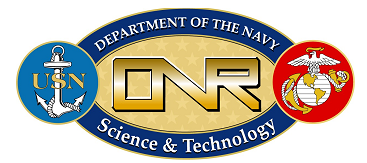 DEPARTMENT OF THE NAVY
USN
ONR
Science & Technology